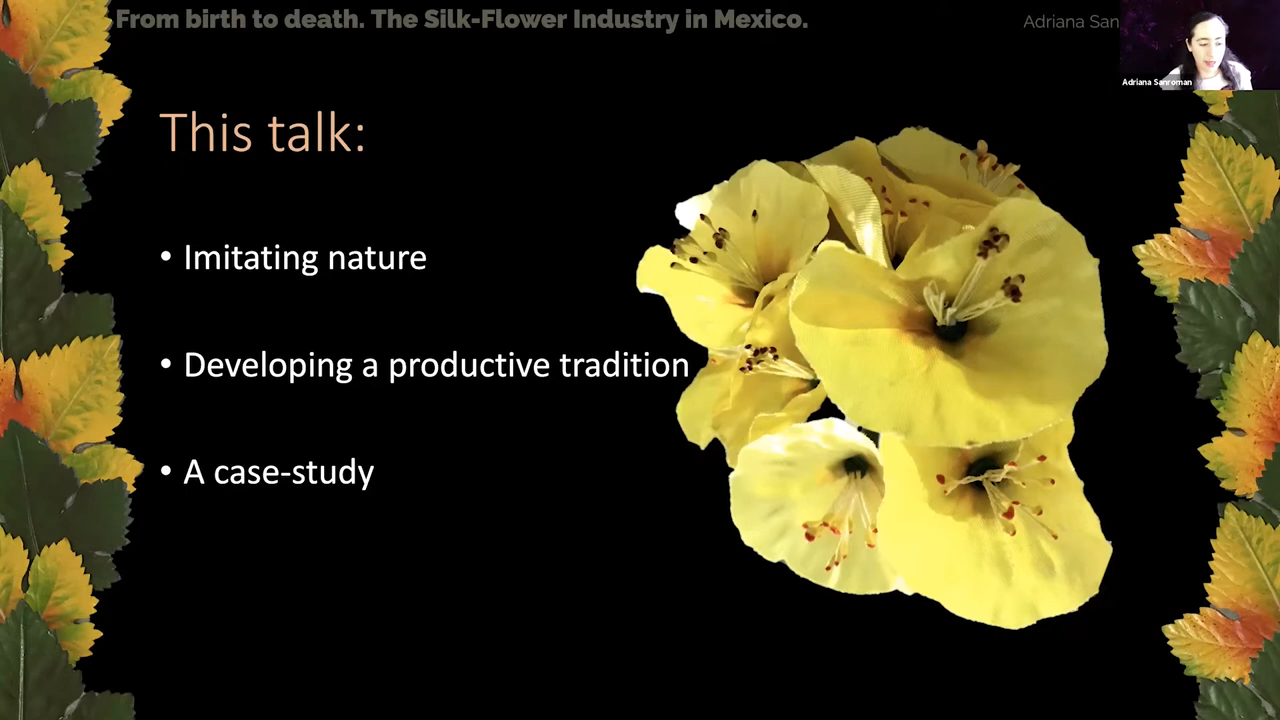 From birth to death. The Silk-Flower Industry in Mexico.
Adriana San
Adriana Sanroman
This talk:
• Imitating nature
• Developing a productive tradition
• A case-study